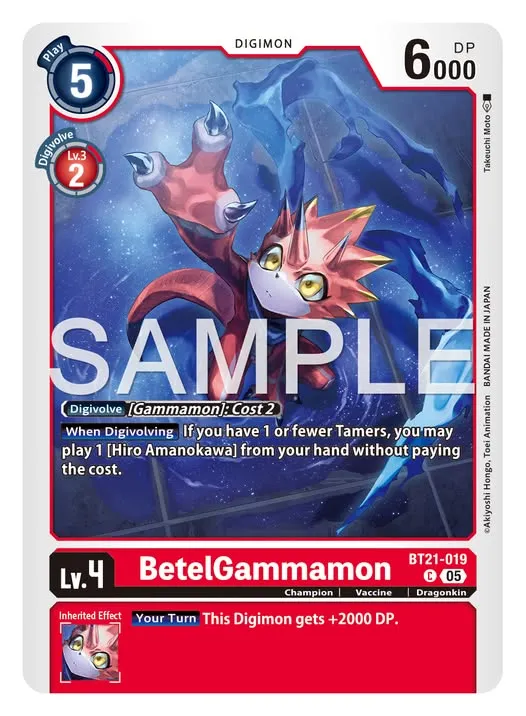 DIGIMON
Play
5
6000
DP
Digivolve
Lv.3
2
Takeuchi Moto
SAMPLE
Digivolve [Gammamon]: Cost 2
When Digivolving If you have 1 or fewer Tamers, you may
play 1 [Hiro Amanokawa] from your hand without paying
the cost.
©Akiyoshi Hongo, Toei Animation BANDAI MADE IN JAPAN
Lv.4
BetelGammamon
BT21-019
C 05
Champion | Vaccine | Dragonkin
Inherited Effect
Your Turn This Digimon gets +2000 DP.